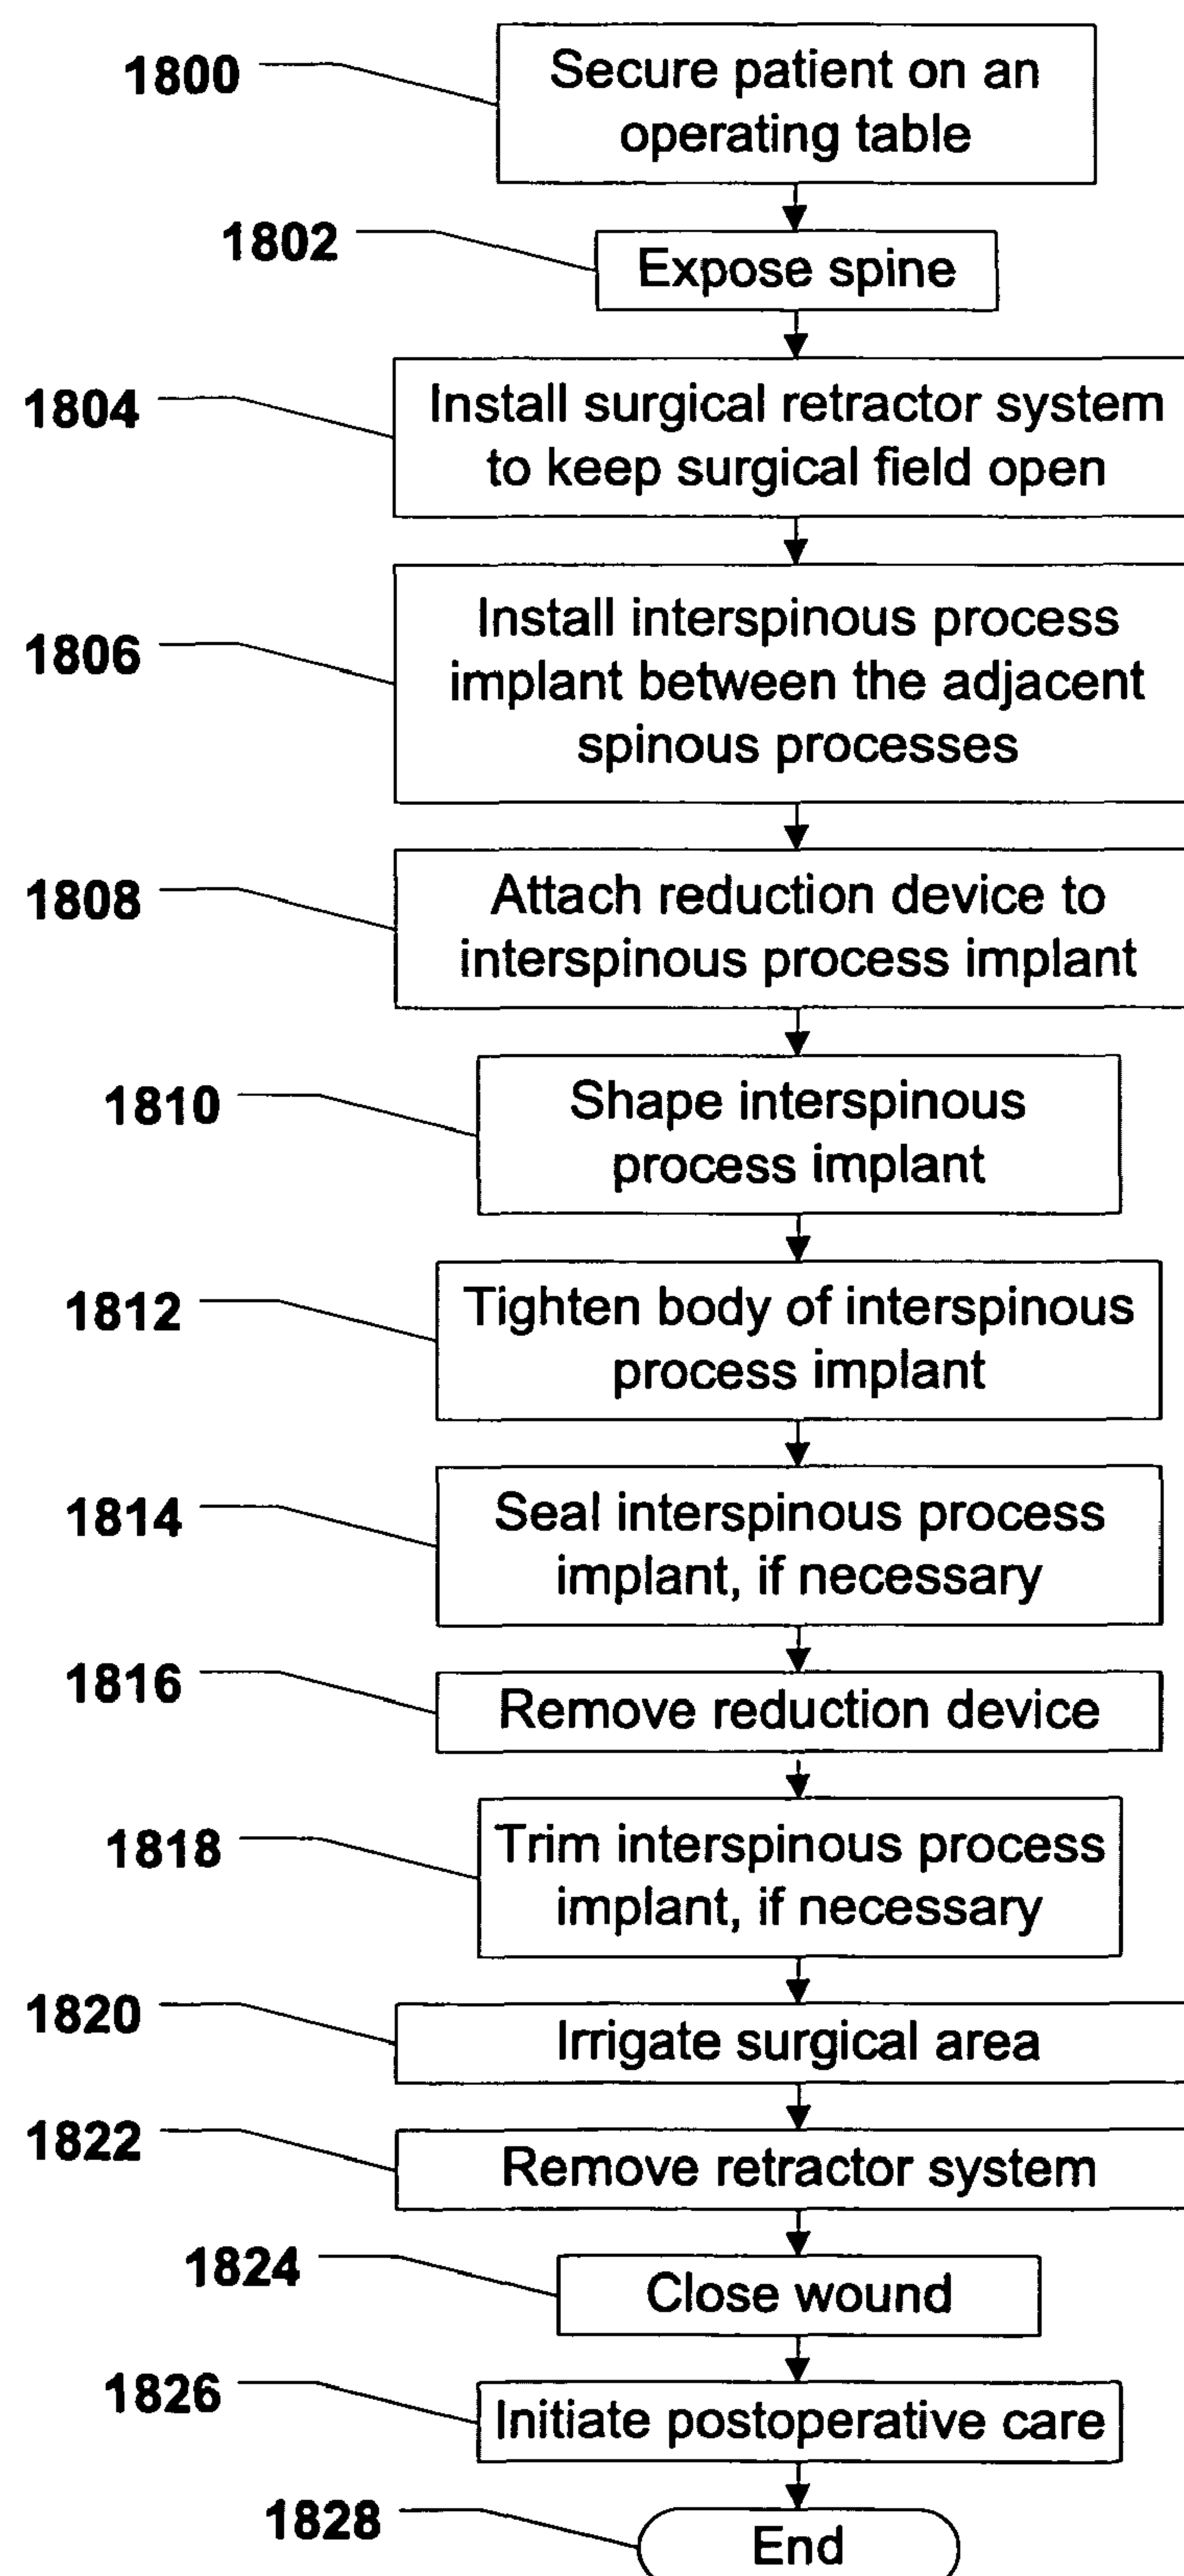 1800
Secure patient on an
operating table
1802
Expose spine
1804
Install surgical retractor system
to keep surgical field open
1806
Install interspinous process
implant between the adjacent
spinous processes
1808
Attach reduction device to
interspinous process implant
1810
Shape interspinous
process implant
1812
Tighten body of interspinous
process implant
1814
Seal interspinous process
implant, if necessary
1816
Remove reduction device
1818
Trim interspinous process
implant, if necessary
1820
Irrigate surgical area
1822
Remove retractor system
1824
Close wound
1826
Initiate postoperative care
1828
End